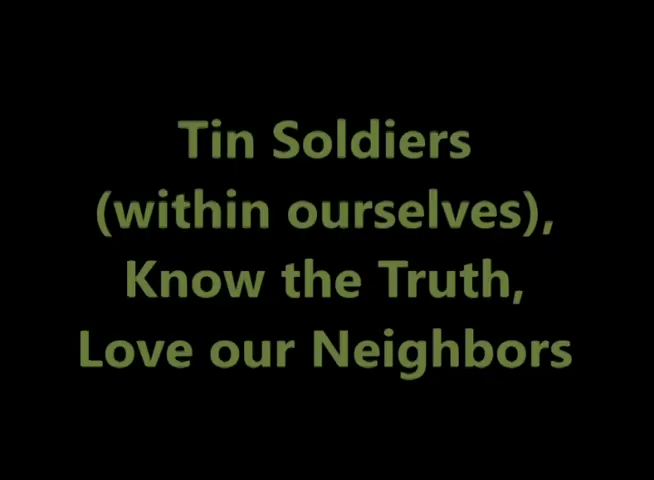 Tin Soldiers
(within ourselves),
Know the Truth,
Love our Neighbors